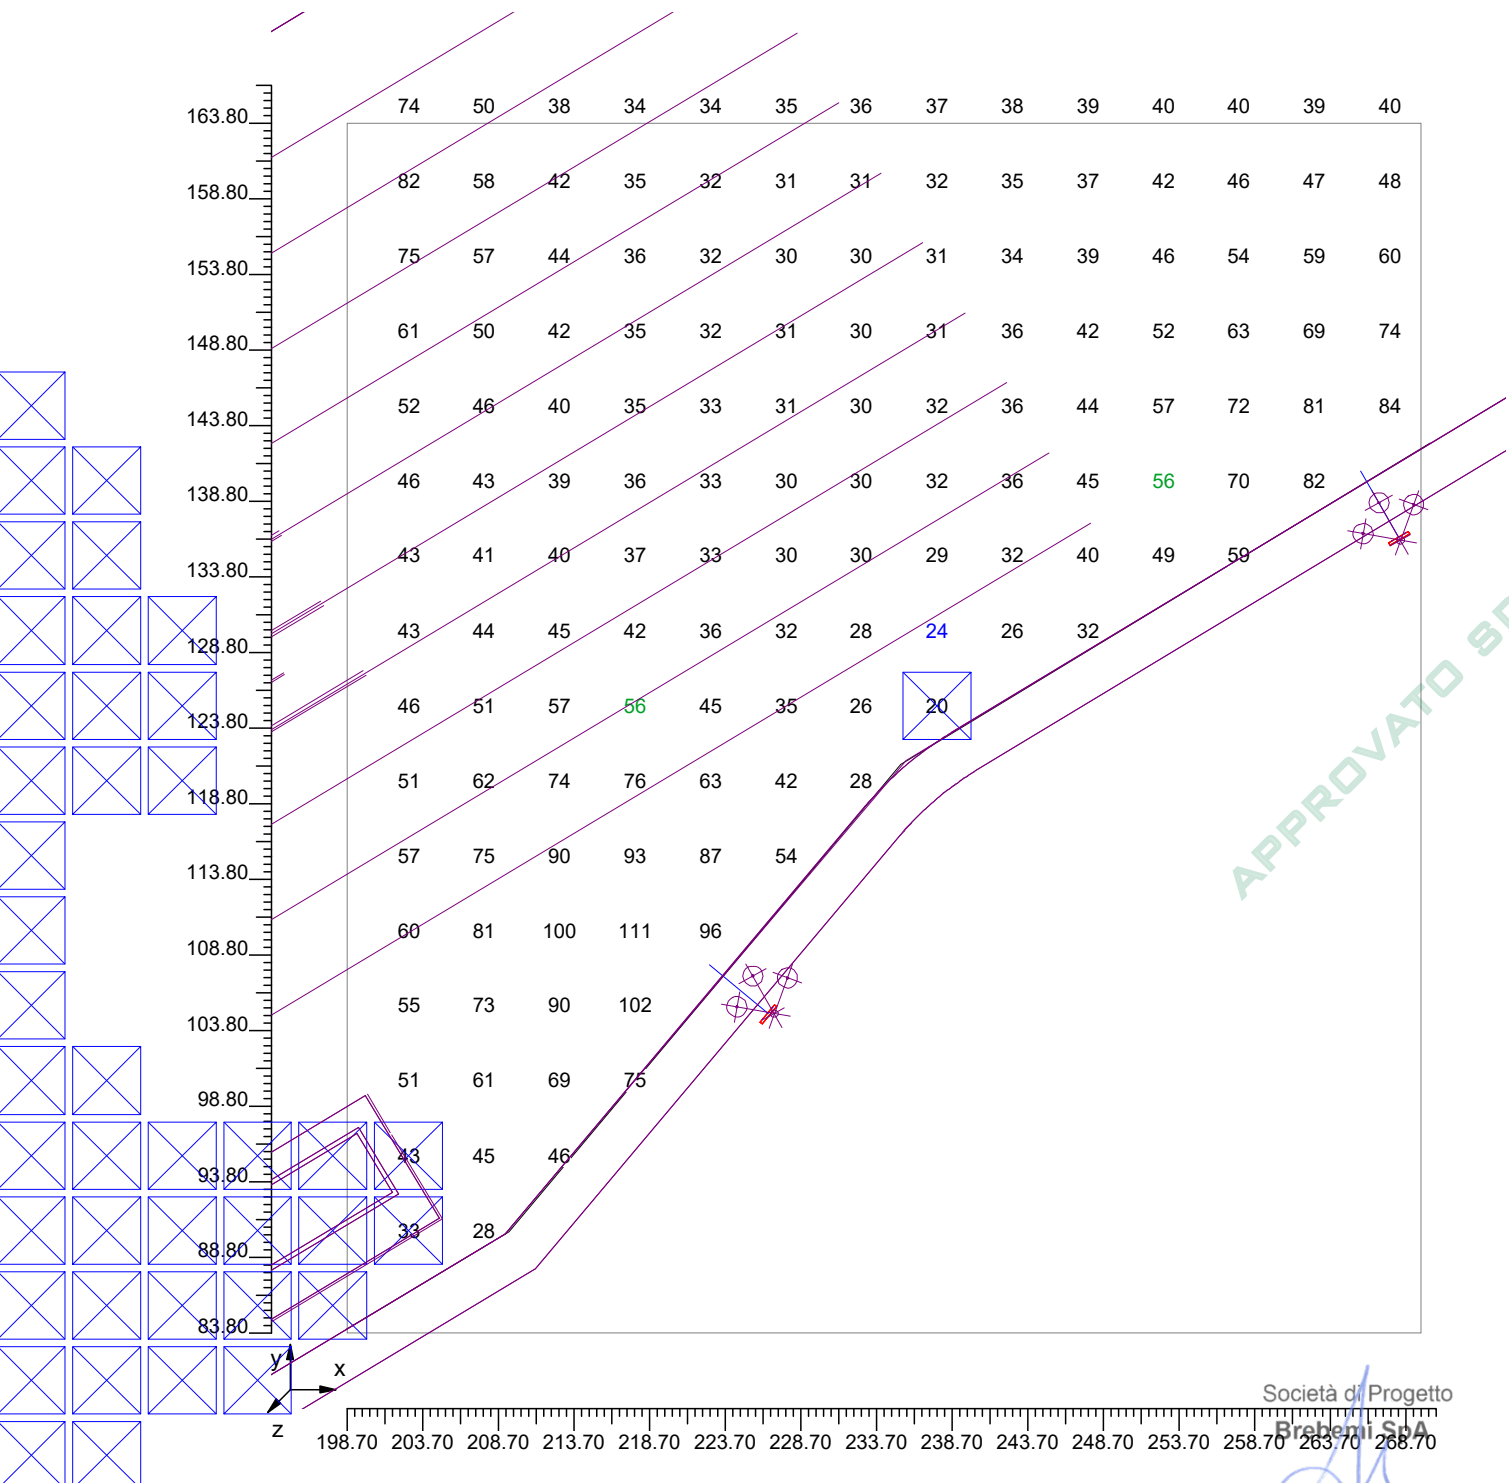 74 50 38 34 34 35 36 37 38 39 40 40 39 40
163.80
82 58 42 35 32 31 31 32 35 37 42 46 47 48
158.80
75 57 44 36 32 30 30 31 34 39 46 54 59 60
153.80
61 50 42 35 32 31 30 31 36 42 52 63 69 74
148.80
52 46 40 35 33 31 30 32 36 44 57 72 81 84
143.80
46 43 39 36 33 30 30 32 36 45 56 70 82
138.80
43 41 40 37 33 30 30 29 32 40 49 59
133.80
43 44 45 42 36 32 28 24 26 32
128.80
46 51 57 56 45 35 26 20
123.80
51 62 74 76 63 42 28
118.80
57 75 90 93 87 54
113.80
60 81 100 111 96
108.80
55 73 90 102
103.80
51 61 69 75
98.80
43 45 46
93.80
33 28
88.80
83.80
y
x
z
198.70 203.70 208.70 213.70 218.70 223.70 228.70 233.70 238.70 243.70 248.70 253.70 258.70 263.70 268.70
APPROVATO
Società di Progetto
Brebemi SpA